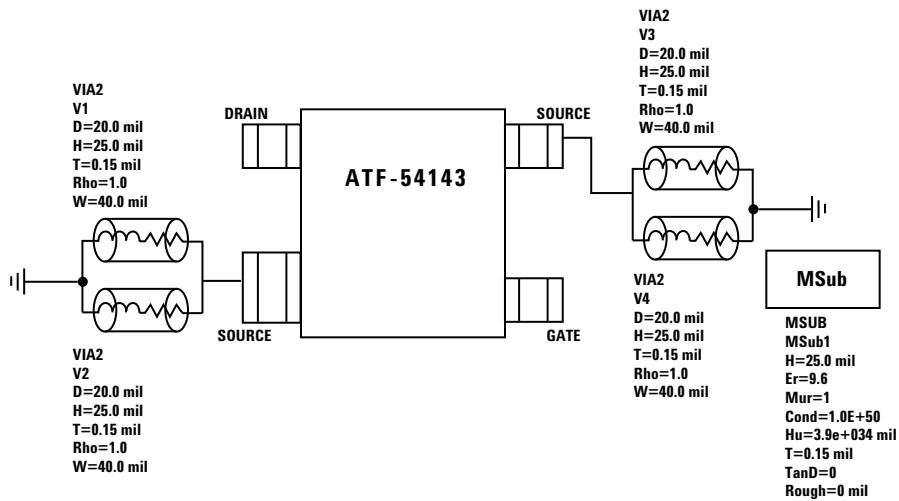 VIA2
V1
D=20.0 mil
H=25.0 mil
T=0.15 mil
Rho=1.0
W=40.0 mil
VIA2
V2
D=20.0 mil
H=25.0 mil
T=0.15 mil
Rho=1.0
W=40.0 mil
DRAIN
SOURCE
ATF-54143
SOURCE
GATE
VIA2
V3
D=20.0 mil
H=25.0 mil
T=0.15 mil
Rho=1.0
W=40.0 mil
VIA2
V4
D=20.0 mil
H=25.0 mil
T=0.15 mil
Rho=1.0
W=40.0 mil
MSub
MSUB
MSub1
H=25.0 mil
Er=9.6
Mur=1
Cond=1.0E+50
Hu=3.9e+034 mil
T=0.15 mil
TanD=0
Rough=0 mil